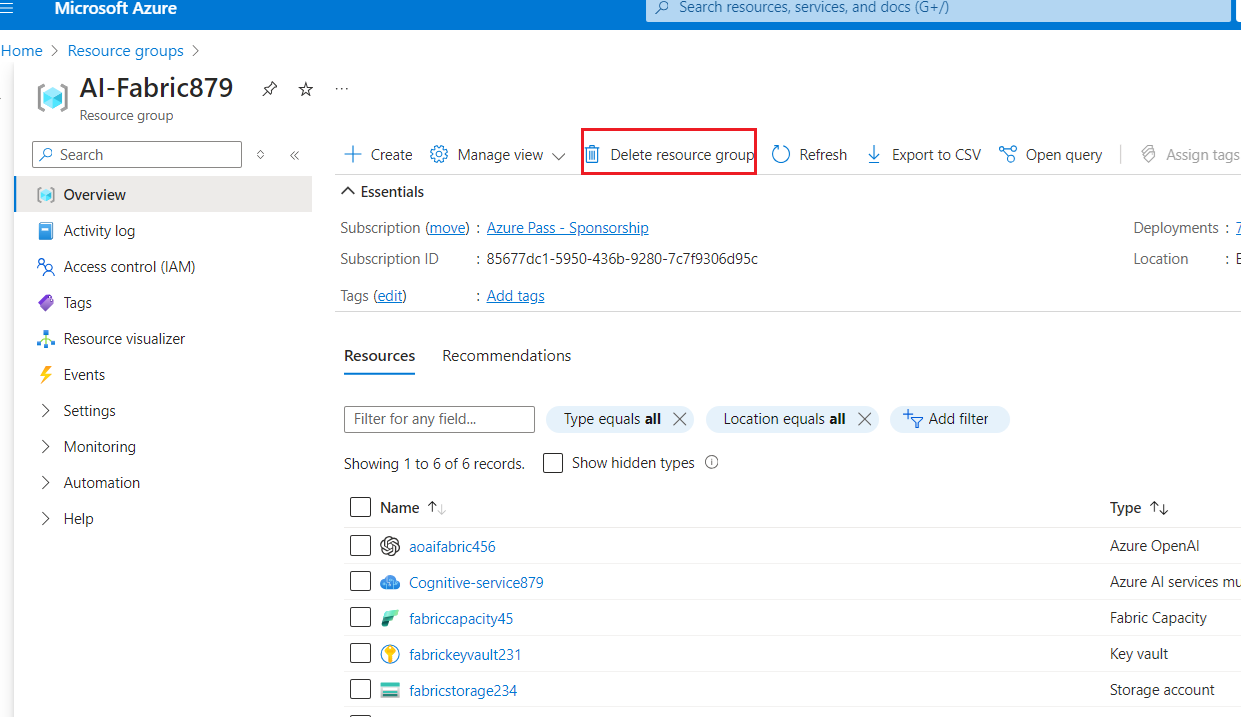 Microsoft Azure
Search resources, services, and docs (G+/)
Home > Resource groups >
AI-Fabric879
Resource group
Search
Create Manage view Delete resource group Refresh Export to CSV Open query Assign tags
Overview
Activity log
Access control (IAM)
Tags
Resource visualizer
Events
Settings
Monitoring
Automation
Help
Essentials
Subscription (move) : Azure Pass - Sponsorship
Subscription ID : 85677dc1-5950-436b-9280-7c7f9306d95c
Tags (edit) : Add tags
Deployments : 7
Location :
Resources Recommendations
Filter for any field... Type equals all Location equals all Add filter
Showing 1 to 6 of 6 records. Show hidden types
Name Type
aoaifabric456 Azure OpenAI
Cognitive-service879 Azure AI services mu
fabriccapacity45 Fabric Capacity
fabrickeyvault231 Key vault
fabricstorage234 Storage account